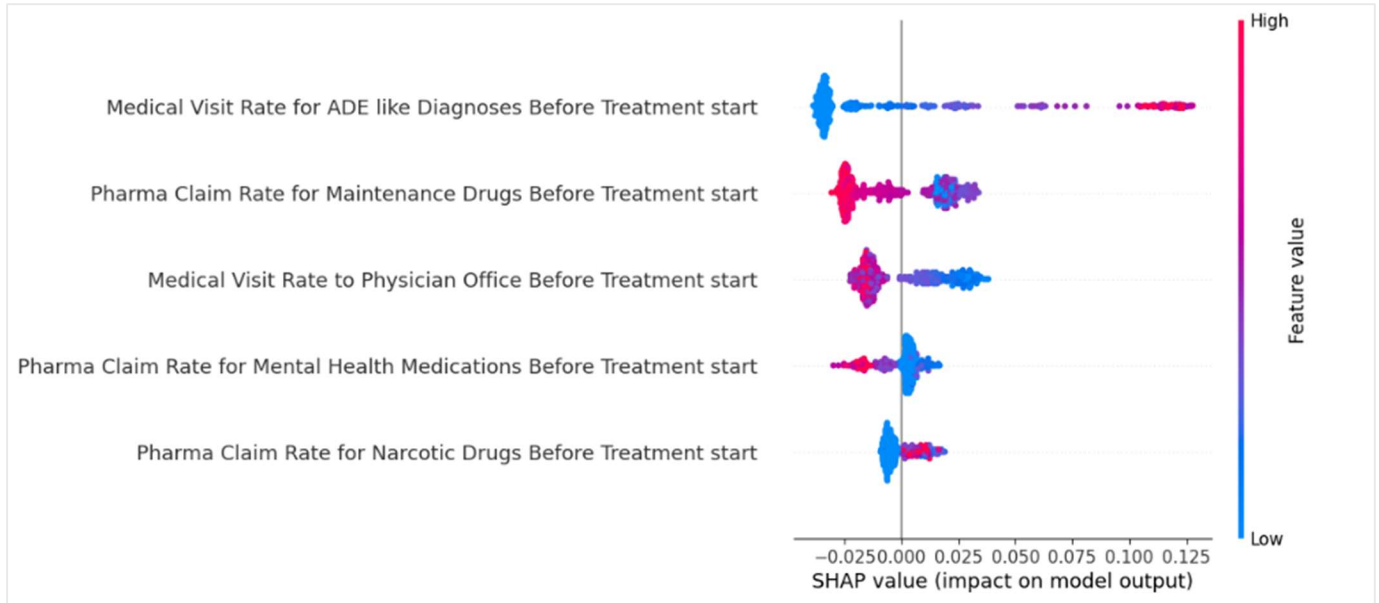 High
Medical Visit Rate for ADE like Diagnoses Before Treatment start
Pharma Claim Rate for Maintenance Drugs Before Treatment start
Medical Visit Rate to Physician Office Before Treatment start
Pharma Claim Rate for Mental Health Medications Before Treatment start
Pharma Claim Rate for Narcotic Drugs Before Treatment start
Feature value
Low
−0.025 0.000 0.025 0.050 0.075 0.100 0.125
SHAP value (impact on model output)